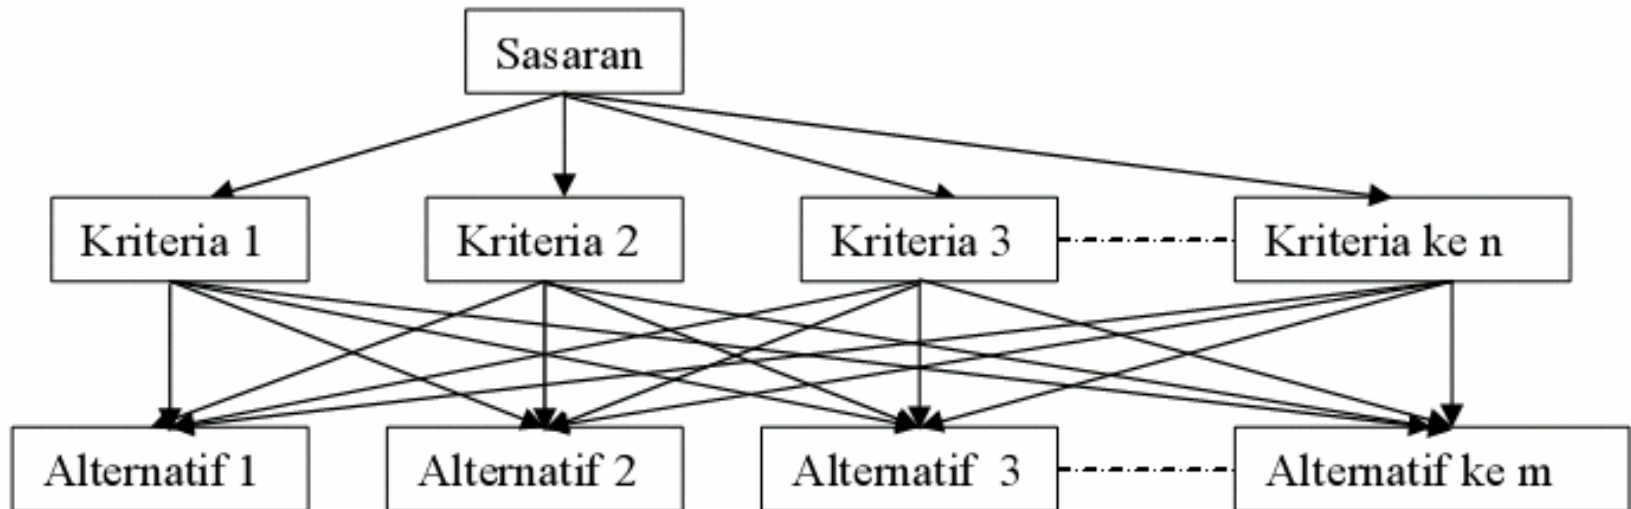 Sasaran
Kriteria 1
Kriteria 2
Kriteria 3
Kriteria ke n
Alternatif 1
Alternatif 2
Alternatif 3
Alternatif ke m